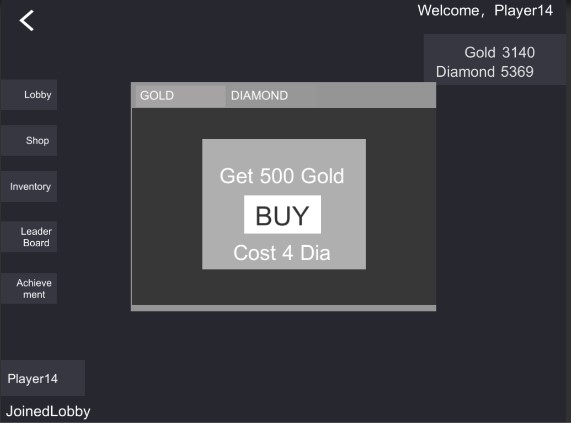 Welcome, Player14
Gold 3140
Diamond 5369
Lobby
Shop
Inventory
Leader
Board
Achieve
ment
GOLD
DIAMOND
Get 500 Gold
BUY
Cost 4 Dia
Player14
JoinedLobby